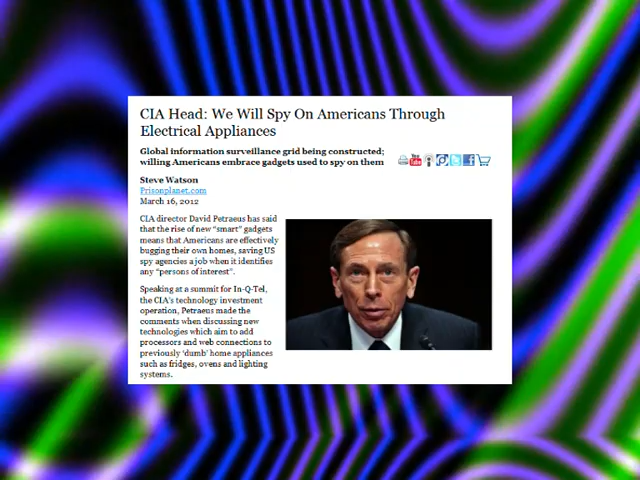 CIA Head: We Will Spy On Americans Through
Electrical Appliances
Global information surveillance grid being constructed;
willing Americans embrace gadgets used to spy on them
Steve Watson
Prisonplanet.com
March 16, 2012
CIA director David Petraeus has said
that the rise of new “smart” gadgets
means that Americans are effectively
bugging their own homes, saving US
spy agencies a job when it identifies
any “persons of interest”.
Speaking at a summit for In-Q-Tel,
the CIA’s technology investment
operation, Petraeus made the
comments when discussing new
technologies which aim to add
processors and web connections to
previously ‘dumb’ home appliances
such as fridges, ovens and lighting
systems.